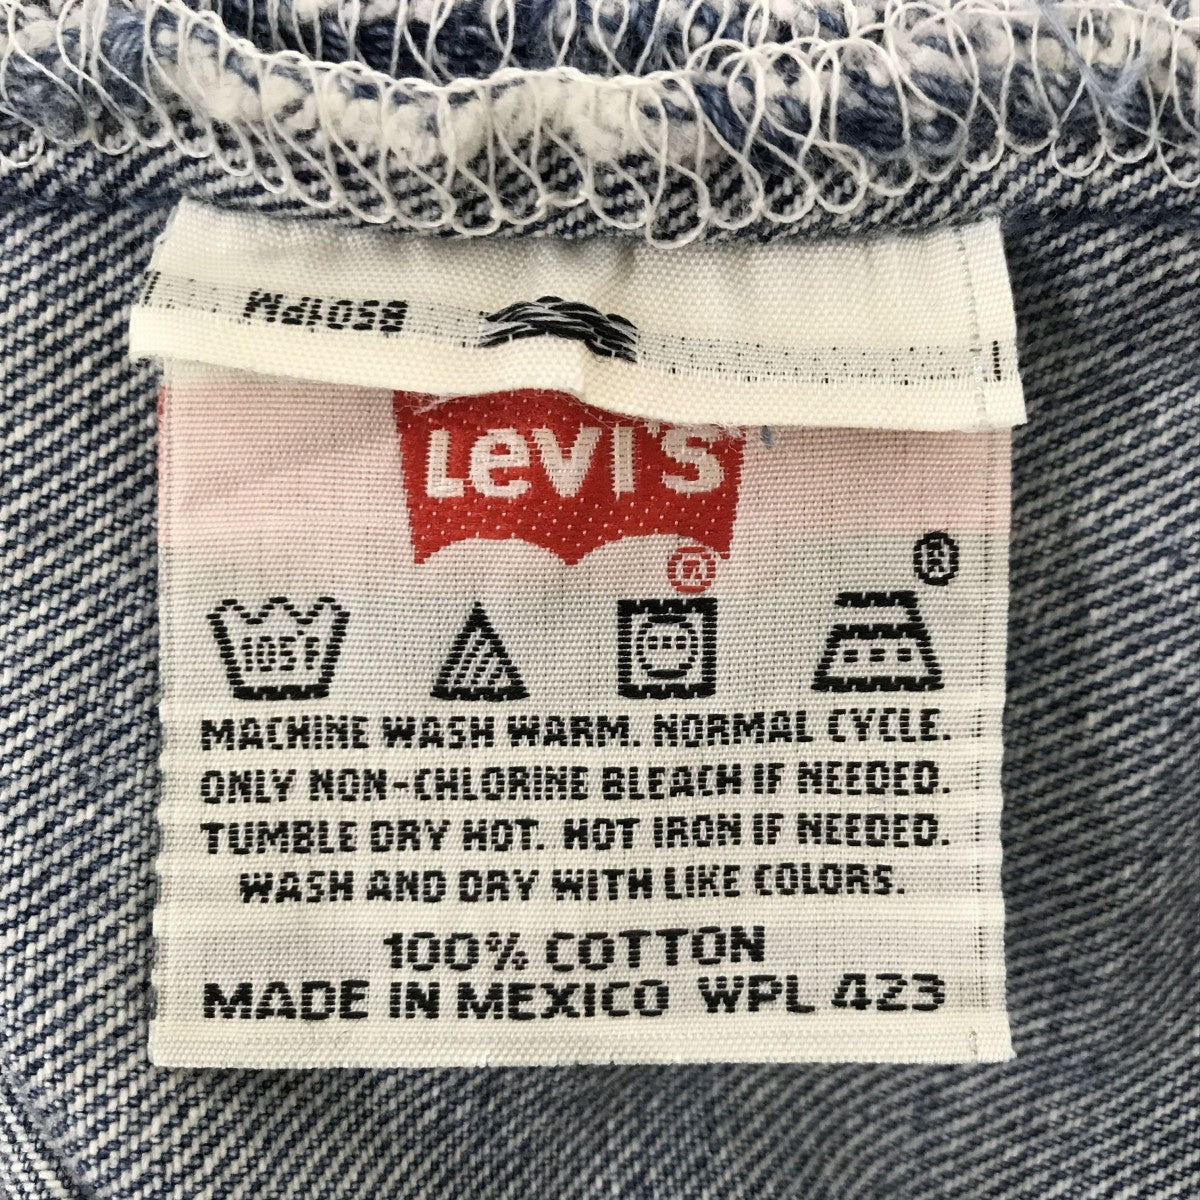 8501PM
LEVI'S
®
®
105F
MACHINE WASH WARM. NORMAL CYCLE.
ONLY NON-CHLORINE BLEACH IF NEEDED.
TUMBLE DRY HOT. HOT IRON IF NEEDED.
WASH AND DRY WITH LIKE COLORS.
100% COTTON
MADE IN MEXICO WPL 423